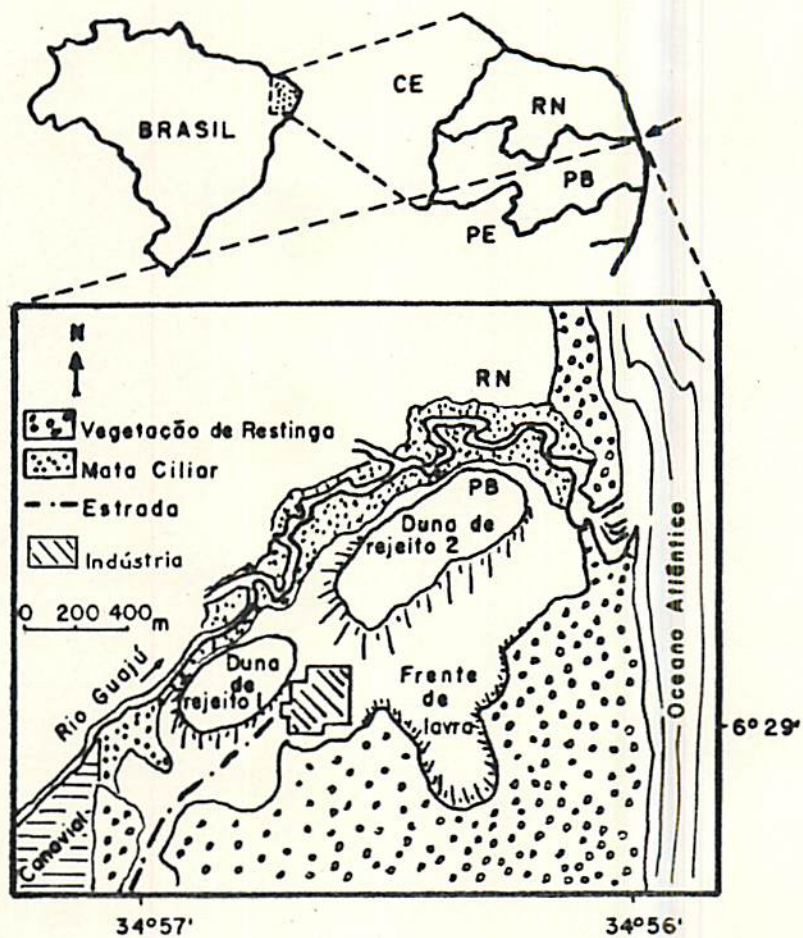 BRASIL
CE
RN
PB
PE
N
RN
Vegetação de Restinga
Mata Ciliar
Estrada
Indústria
0 200 400m
PB
Duna de
rejeito 2
Rio Guajú
Duna
de
rejeito 1
Frente
de
lavra
Canavial
Oceano Atlântico
6° 29'
34°57'
34°56'